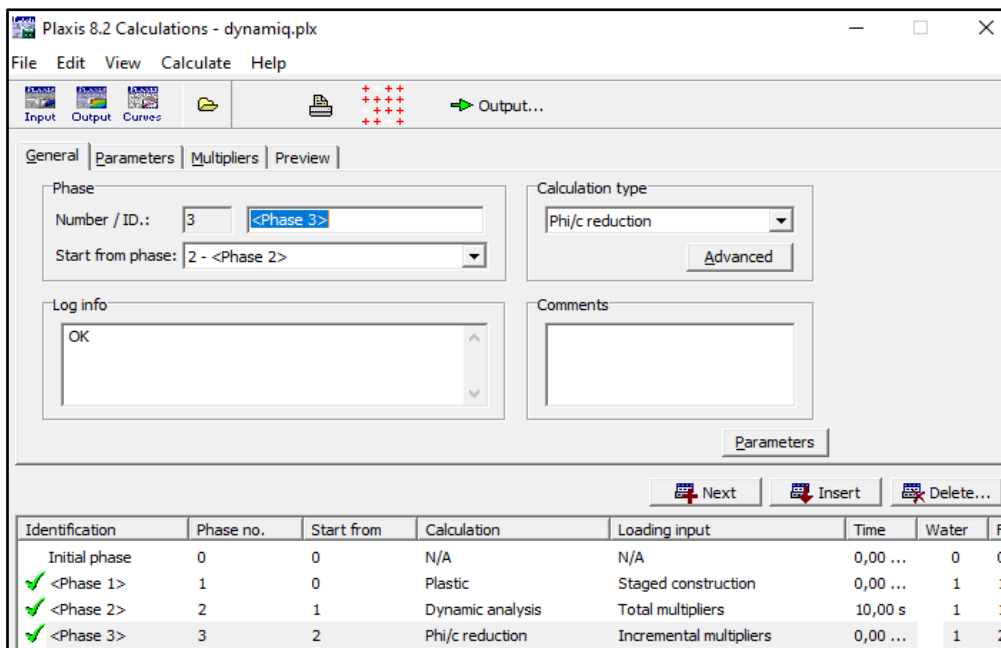 Plaxis 8.2 Calculations - dynamiq.plx
File Edit View Calculate Help
Input Output Curves Output...
General Parameters Multipliers Preview
Phase
Number / ID.: 3 <Phase 3>
Start from phase: 2 - <Phase 2>
Calculation type
Phi/c reduction
Advanced
Log info
OK
Comments
Parameters
Next Insert Delete...
Identification Phase no. Start from Calculation Loading input Time Water F
Initial phase 0 0 N/A N/A 0,00 ... 0
<Phase 1> 1 0 Plastic Staged construction 0,00 ... 1
<Phase 2> 2 1 Dynamic analysis Total multipliers 10,00 s 1
<Phase 3> 3 2 Phi/c reduction Incremental multipliers 0,00 ... 1